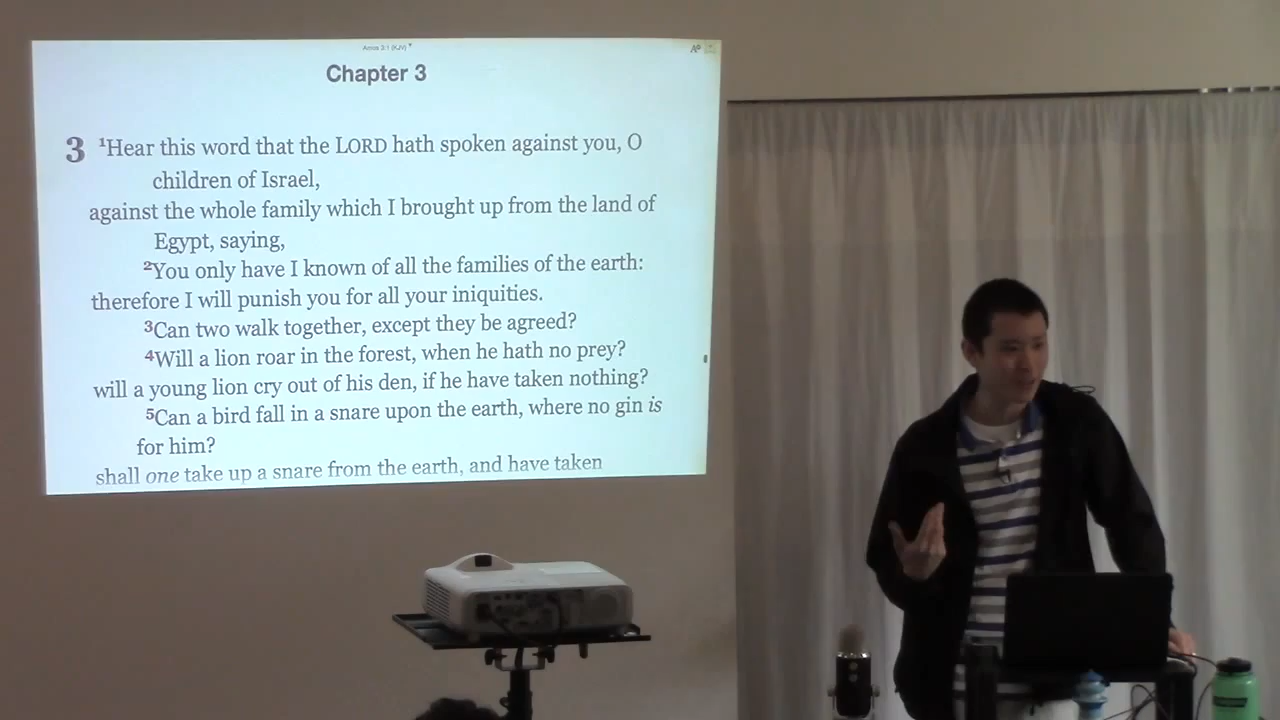 Amos 3:1 (KJV)
Chapter 3
3 ¹Hear this word that the LORD hath spoken against you, O
children of Israel,
against the whole family which I brought up from the land of
Egypt, saying,
²You only have I known of all the families of the earth:
therefore I will punish you for all your iniquities.
³Can two walk together, except they be agreed?
⁴Will a lion roar in the forest, when he hath no prey?
will a young lion cry out of his den, if he have taken nothing?
⁵Can a bird fall in a snare upon the earth, where no gin is
for him?
shall one take up a snare from the earth, and have taken